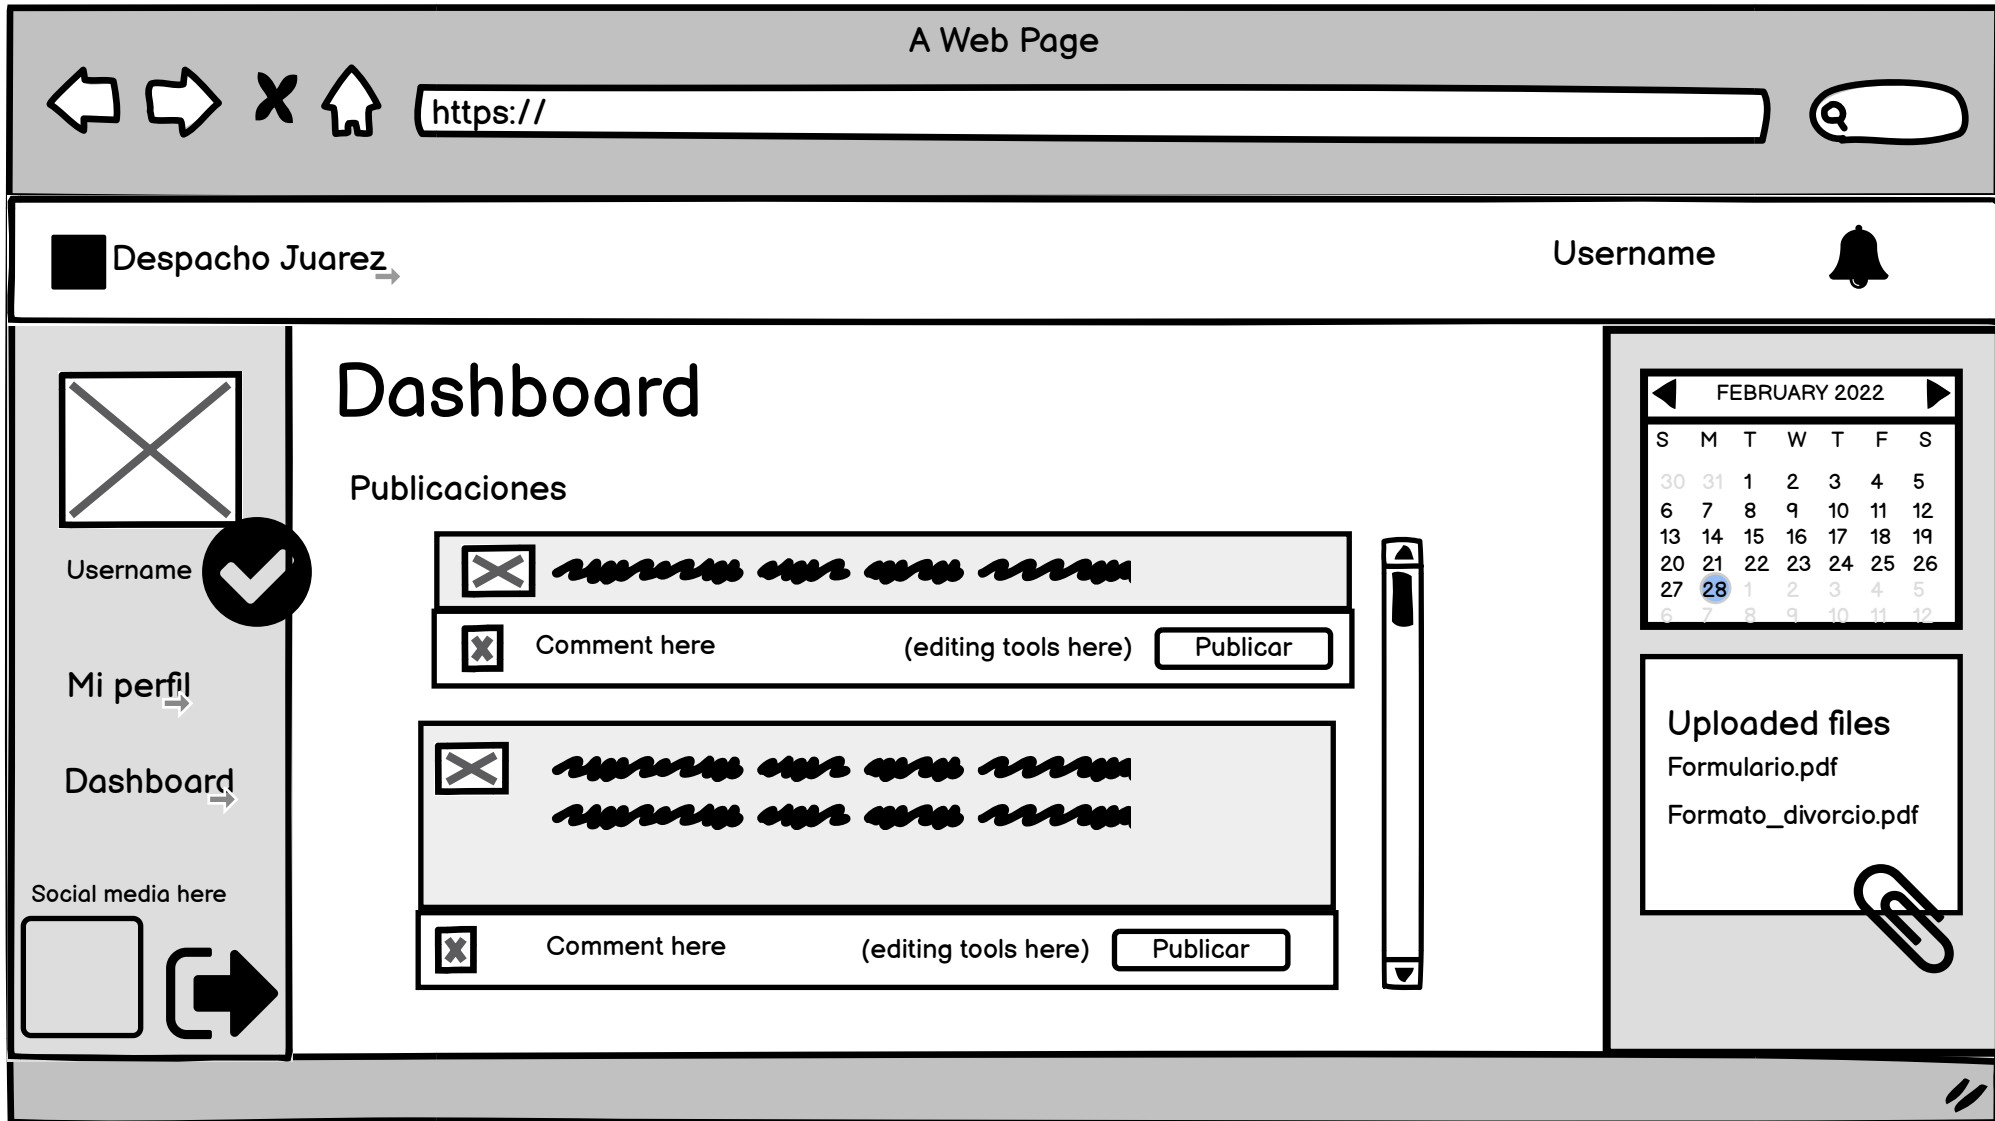 A Web Page
https://
Despacho Juarez
Username
Username
Mi perfil
Dashboard
Social media here
Dashboard
Publicaciones
Comment here (editing tools here) Publicar
Comment here (editing tools here) Publicar
FEBRUARY 2022
S M T W T F S
30 31 1 2 3 4 5
6 7 8 9 10 11 12
13 14 15 16 17 18 19
20 21 22 23 24 25 26
27 28 1 2 3 4 5
6 7 8 9 10 11 12
Uploaded files
Formulario.pdf
Formato_divorcio.pdf